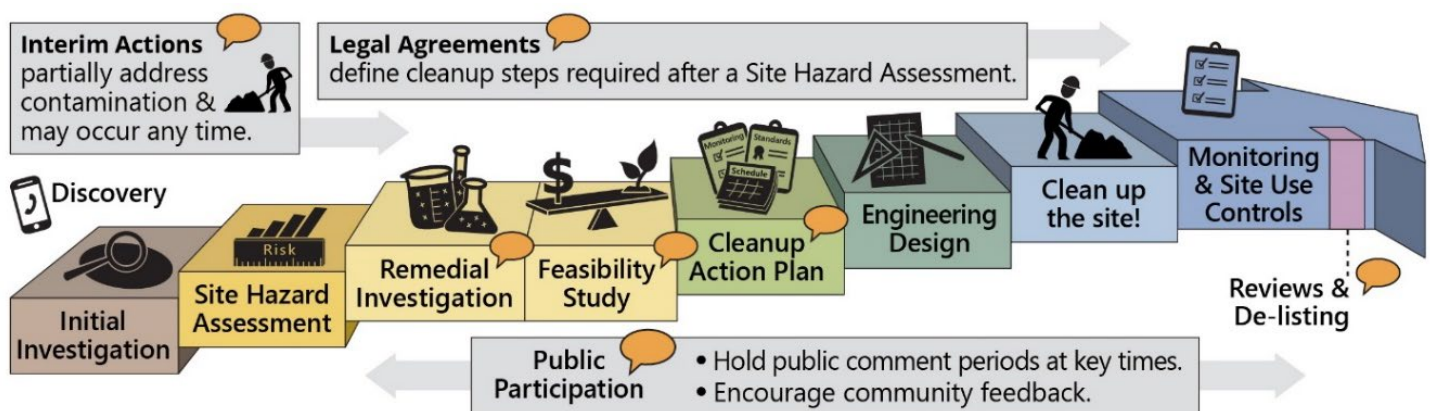 Interim Actions
partially address
contamination &
may occur any time.
Legal Agreements
define cleanup steps required after a Site Hazard Assessment.
Discovery
Initial
Investigation
Risk
Site Hazard
Assessment
Remedial
Investigation
Feasibility
Study
$
Monitoring
Standards
Schedule
Cleanup
Action Plan
Engineering
Design
Clean up
the site!
Monitoring
& Site Use
Controls
Reviews &
De-listing
Public
Participation
• Hold public comment periods at key times.
• Encourage community feedback.